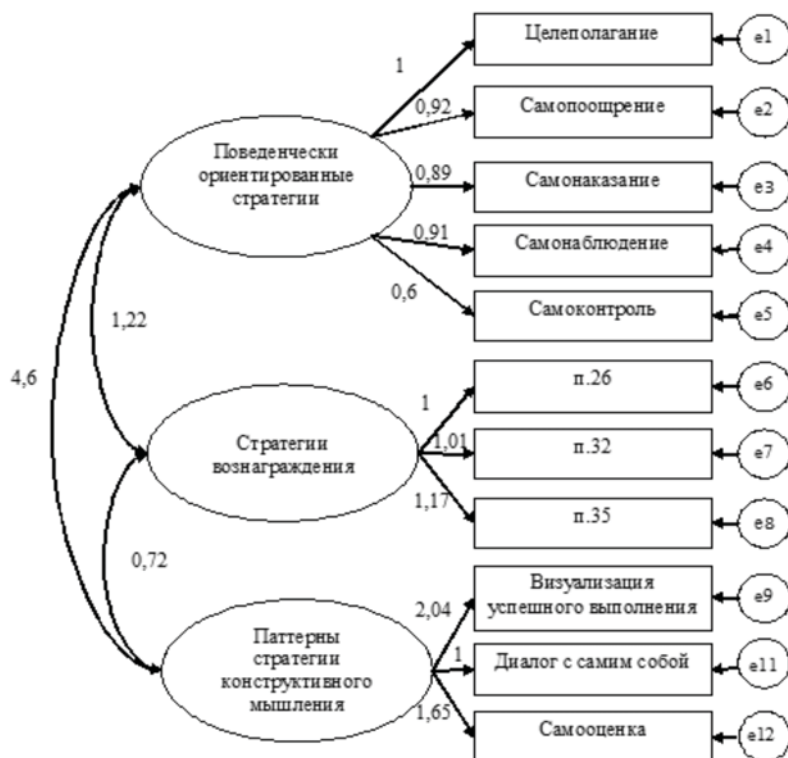 Целеполагание
e1
1
0,92
Самопоощрение
e2
Поведенчески
ориентированные
стратегии
0,89
Самонаказание
e3
0,91
Самонаблюдение
e4
0,6
Самоконтроль
e5
1,22
4,6
п.26
e6
1
Стратегии
вознаграждения
1,01
п.32
e7
1,17
п.35
e8
0,72
Визуализация
успешного выполнения
e9
2,04
Паттерны
стратегии
конструктивного
мышления
1
Диалог с самим собой
e11
1,65
Самооценка
e12